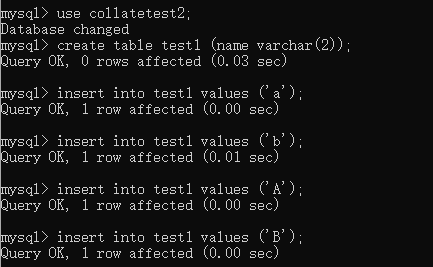 mysql> use collatetest2;
Database changed
mysql> create table test1 (name varchar(2));
Query OK, 0 rows affected (0.03 sec)
mysql> insert into test1 values ('a');
Query OK, 1 row affected (0.00 sec)
mysql> insert into test1 values ('b');
Query OK, 1 row affected (0.01 sec)
mysql> insert into test1 values ('A');
Query OK, 1 row affected (0.00 sec)
mysql> insert into test1 values ('B');
Query OK, 1 row affected (0.00 sec)